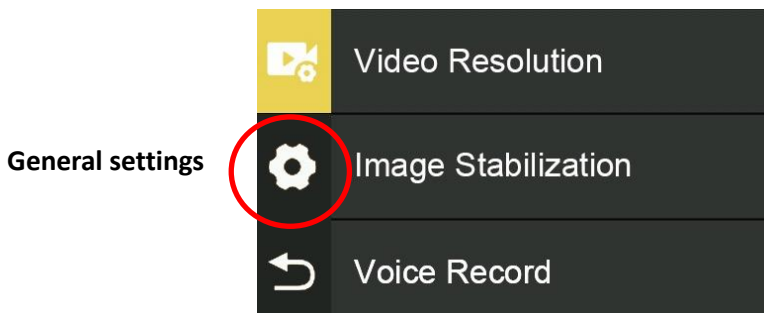 Video Resolution
General settings
Image Stabilization
Voice Record